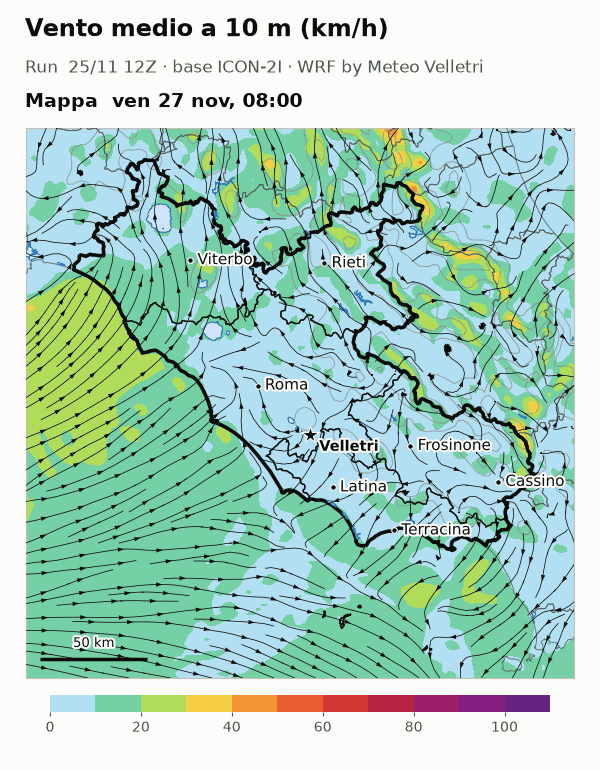 Vento medio a 10 m (km/h)
Run  25/11 12Z · base ICON-2I · WRF by Meteo Velletri
Mappa  ven 27 nov, 08:00
Viterbo
Rieti
Roma
Velletri
Frosinone
Cassino
Latina
Terracina
50 km
0 20 40 60 80 100